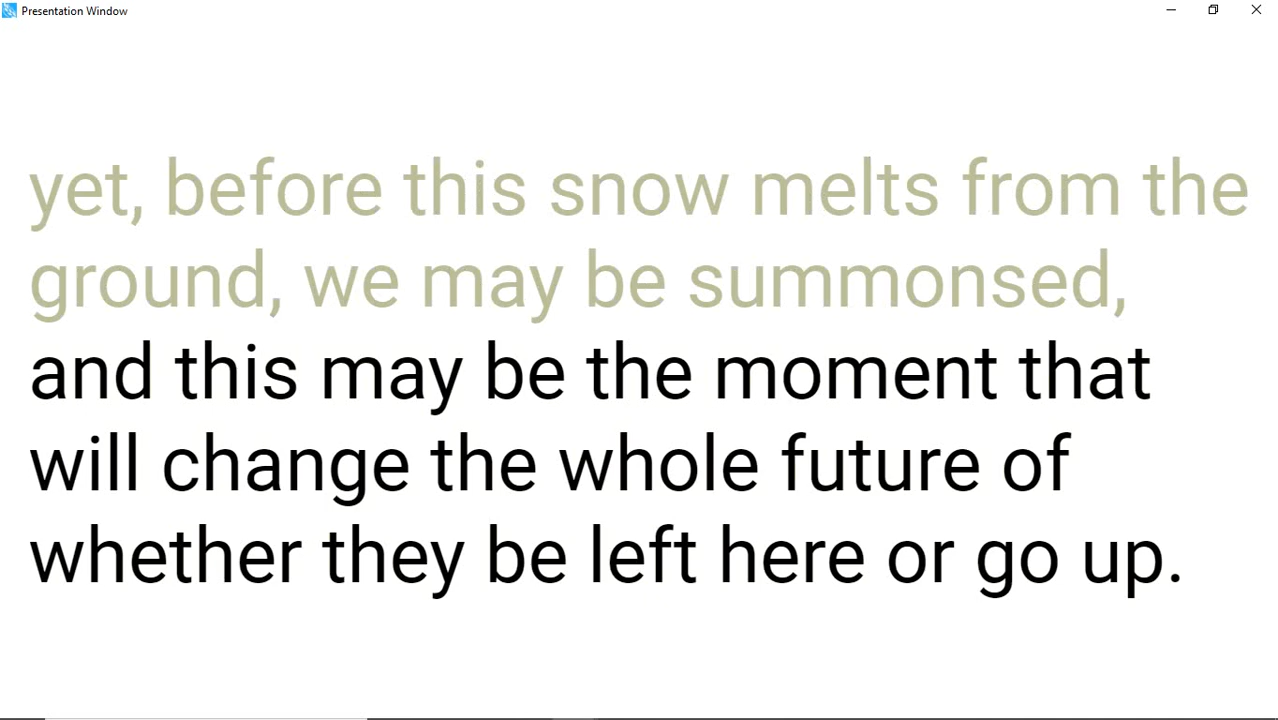 Presentation Window
yet, before this snow melts from the
ground, we may be summonsed,
and this may be the moment that
will change the whole future of
whether they be left here or go up.